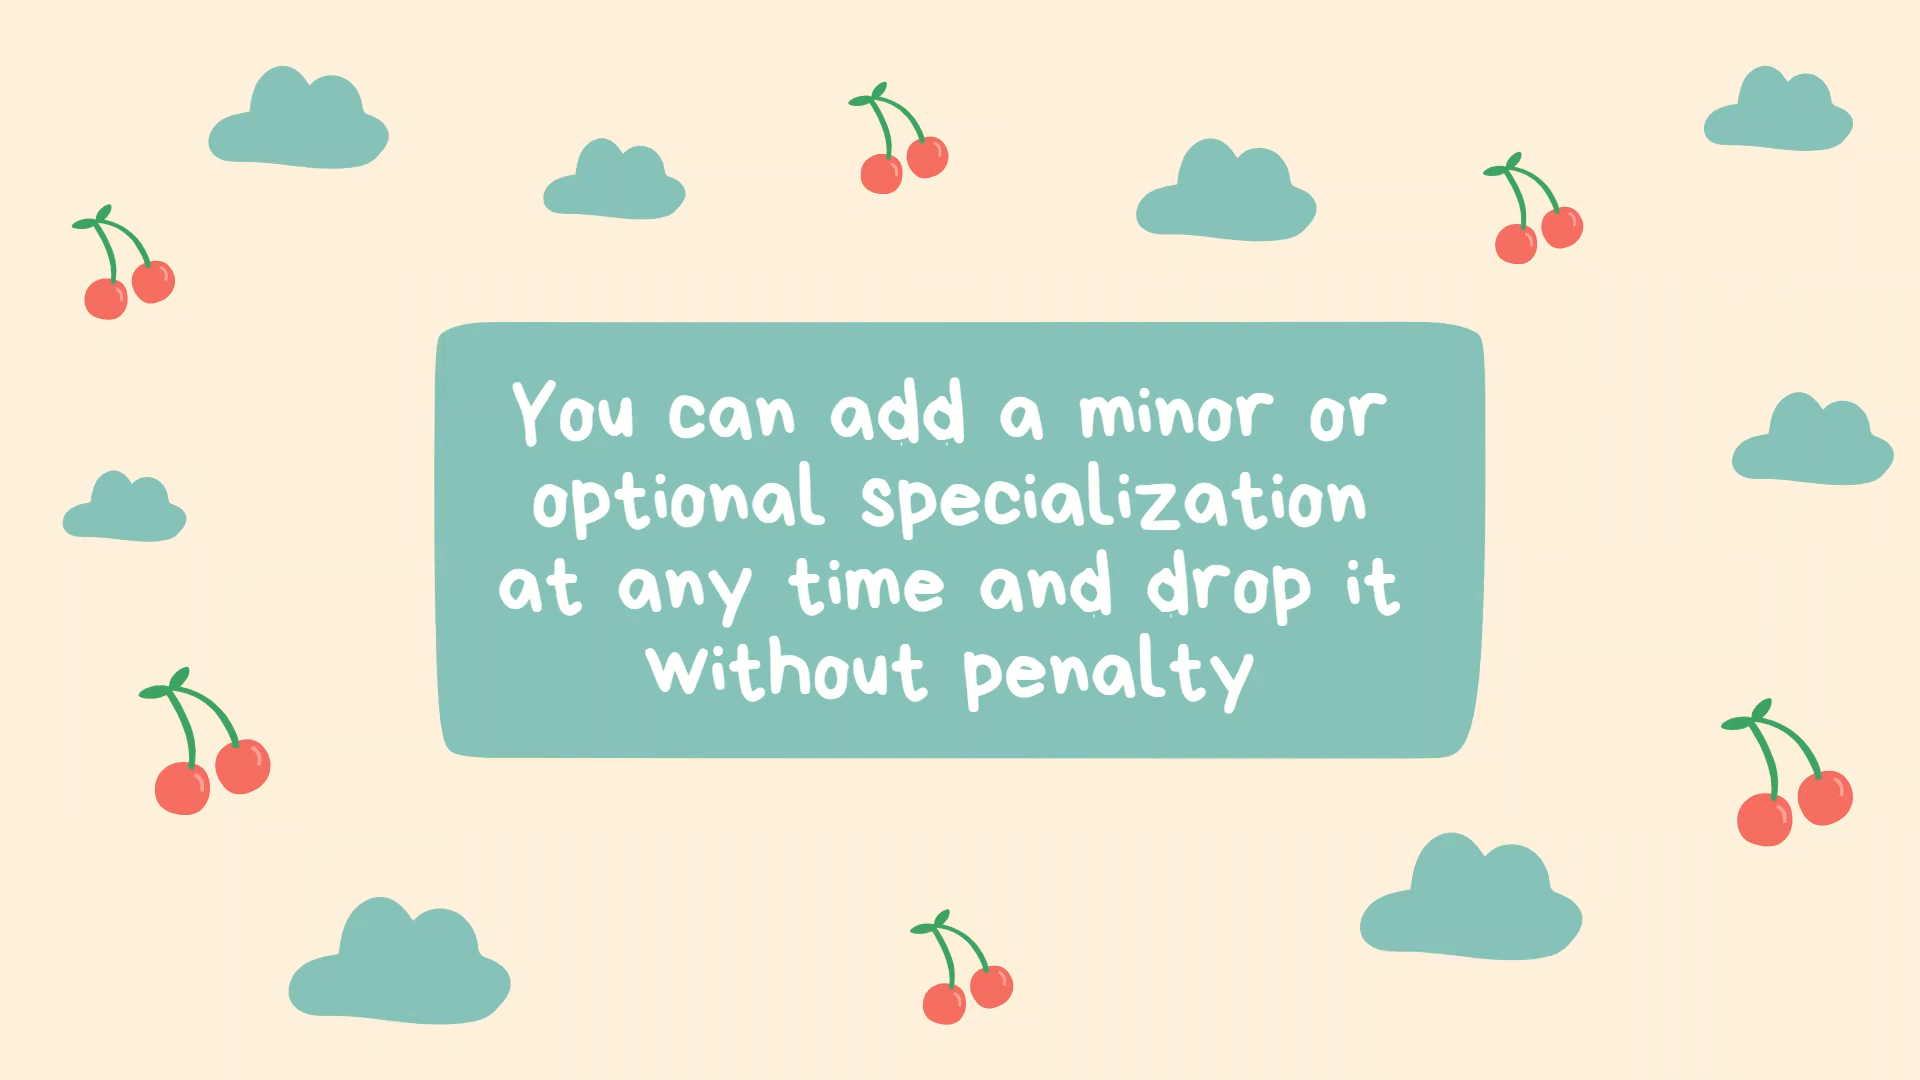 You can add a minor or
optional specialization
at any time and drop it
without penalty